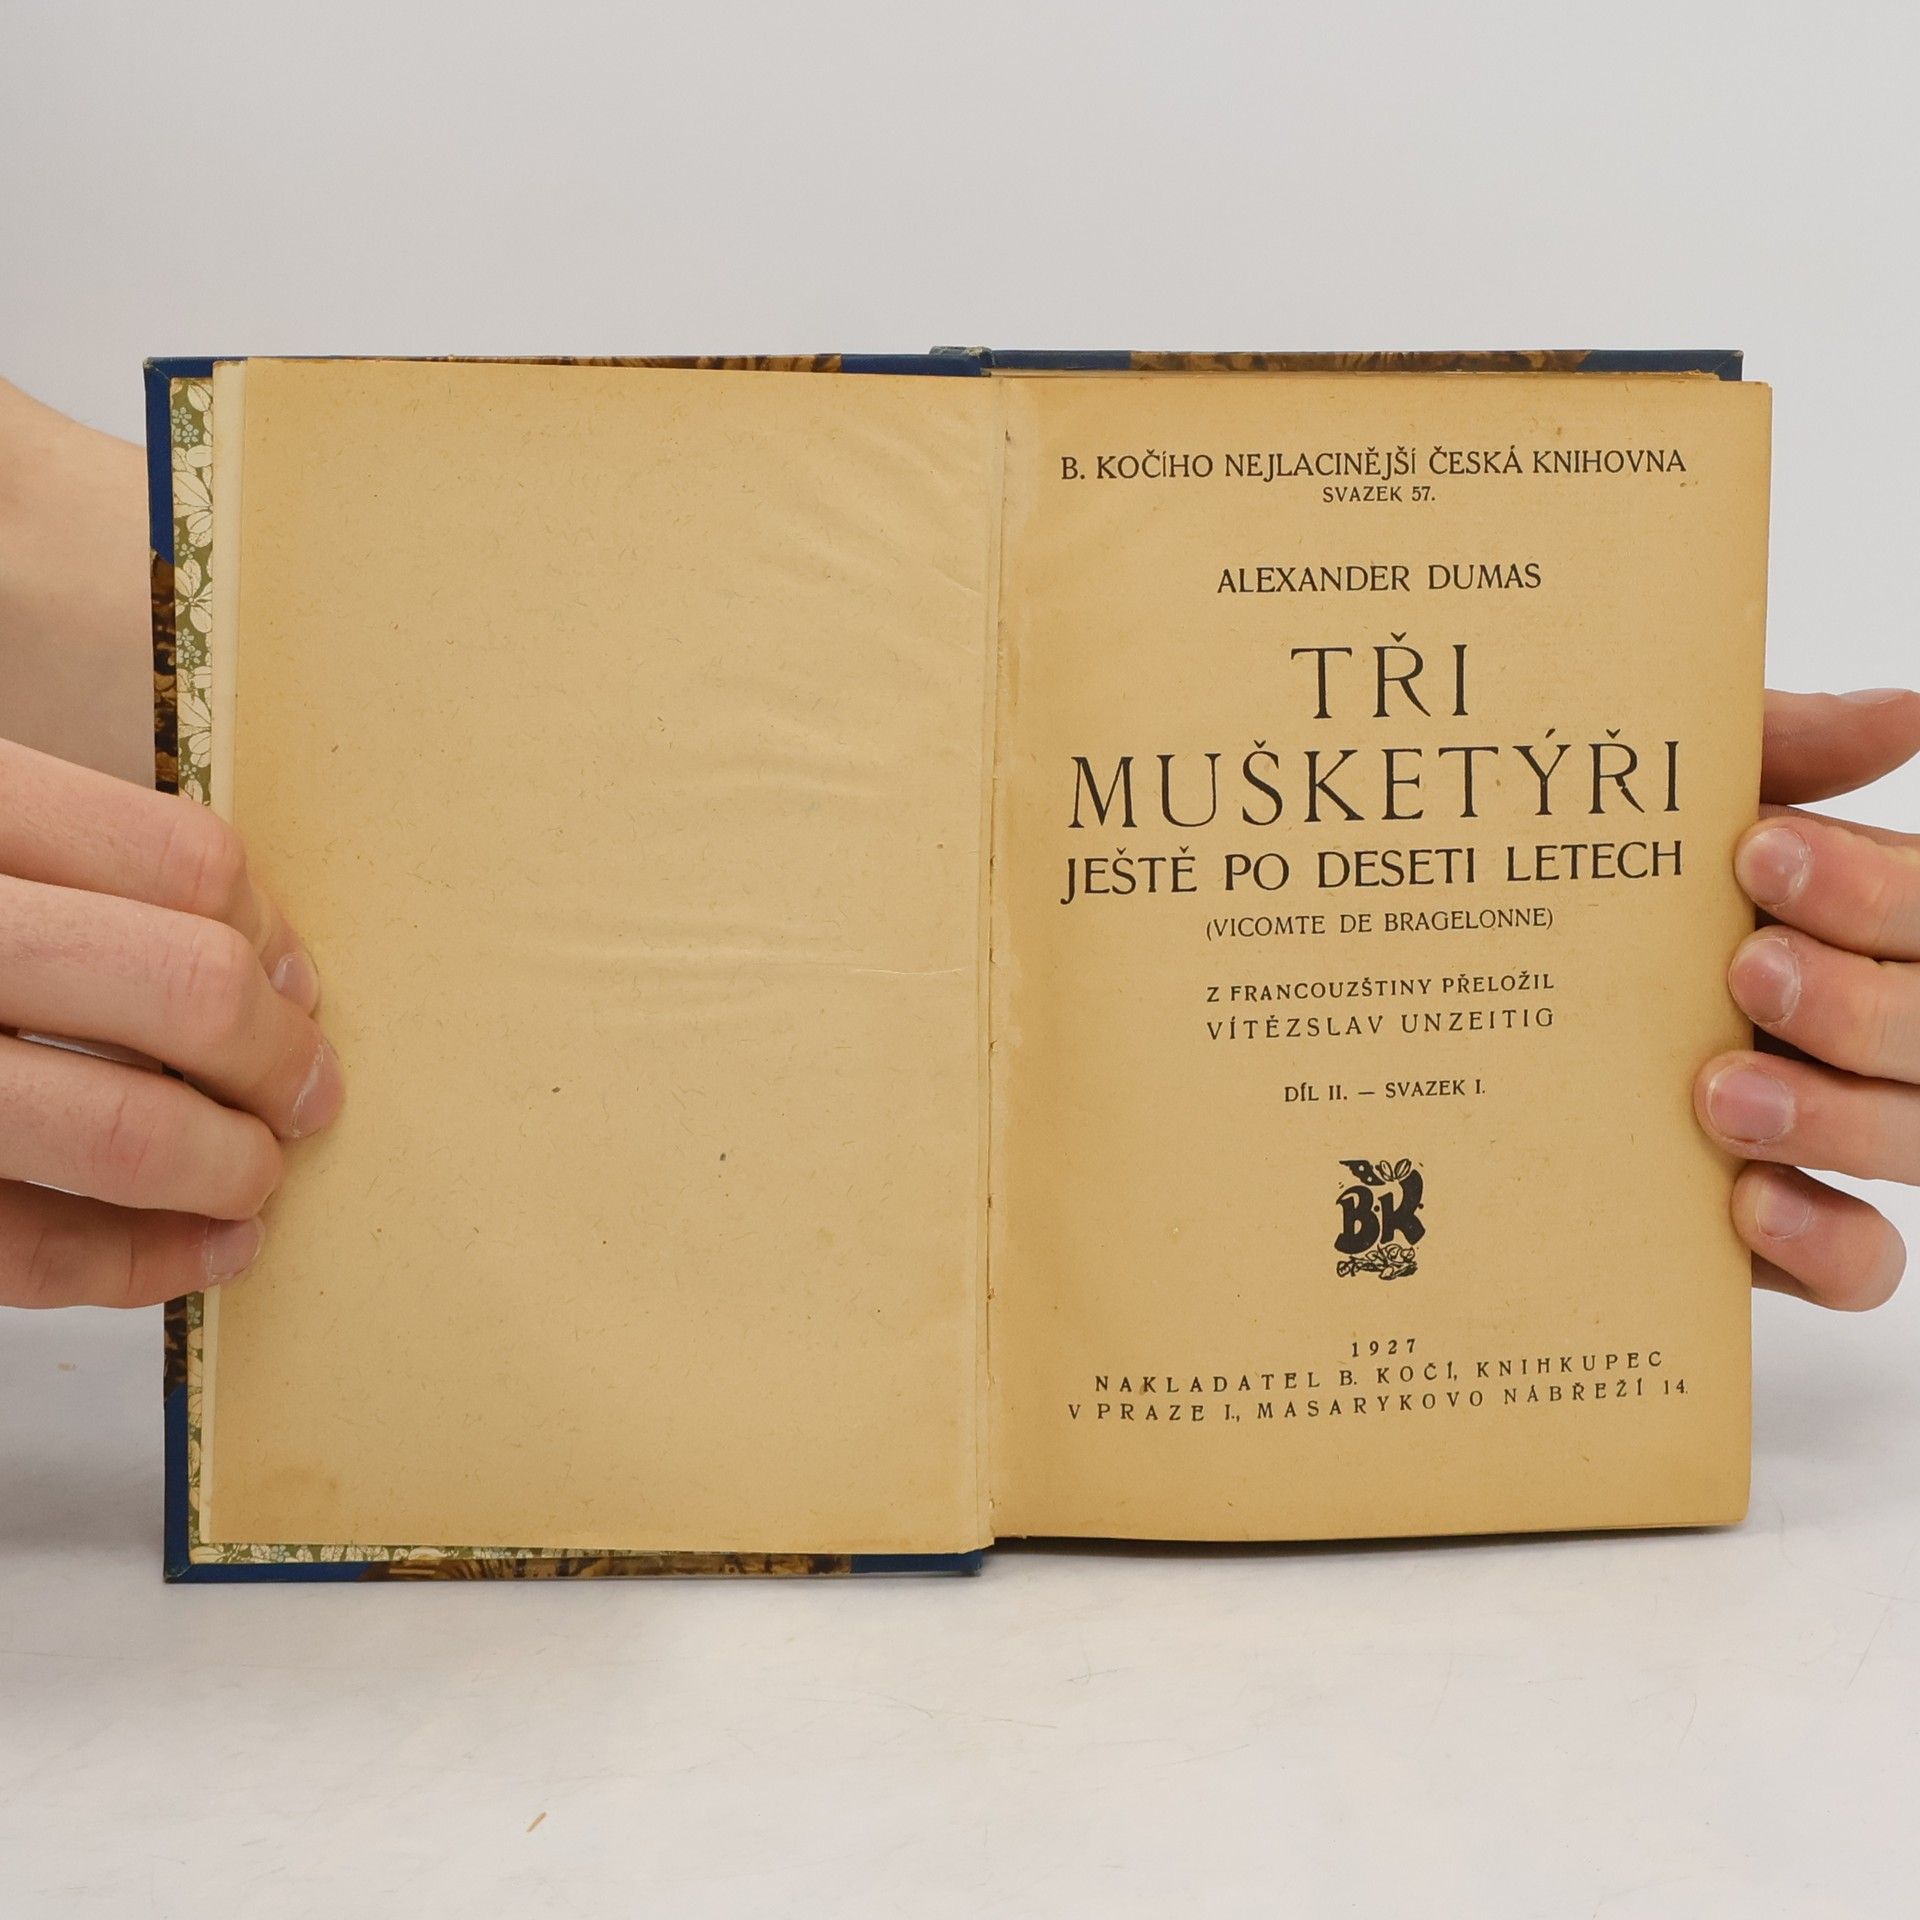 B. KOČÍHO NEJLACINĚJŠÍ ČESKÁ KNIHOVNA
SVAZEK 57.
ALEXANDER DUMAS
TŘI
MUŠKETÝŘI
JEŠTĚ PO DESETI LETECH
(VICOMTE DE BRAGELONNE)
Z FRANCOUZŠTINY PŘELOŽIL
VÍTĚZSLAV UNZEITIG
DÍL II. — SVAZEK I.
B.K.
1927
NAKLADATEL B. KOČÍ, KNIHKUPEC
V PRAZE I., MASARYKOVO NÁBŘEŽÍ 14.